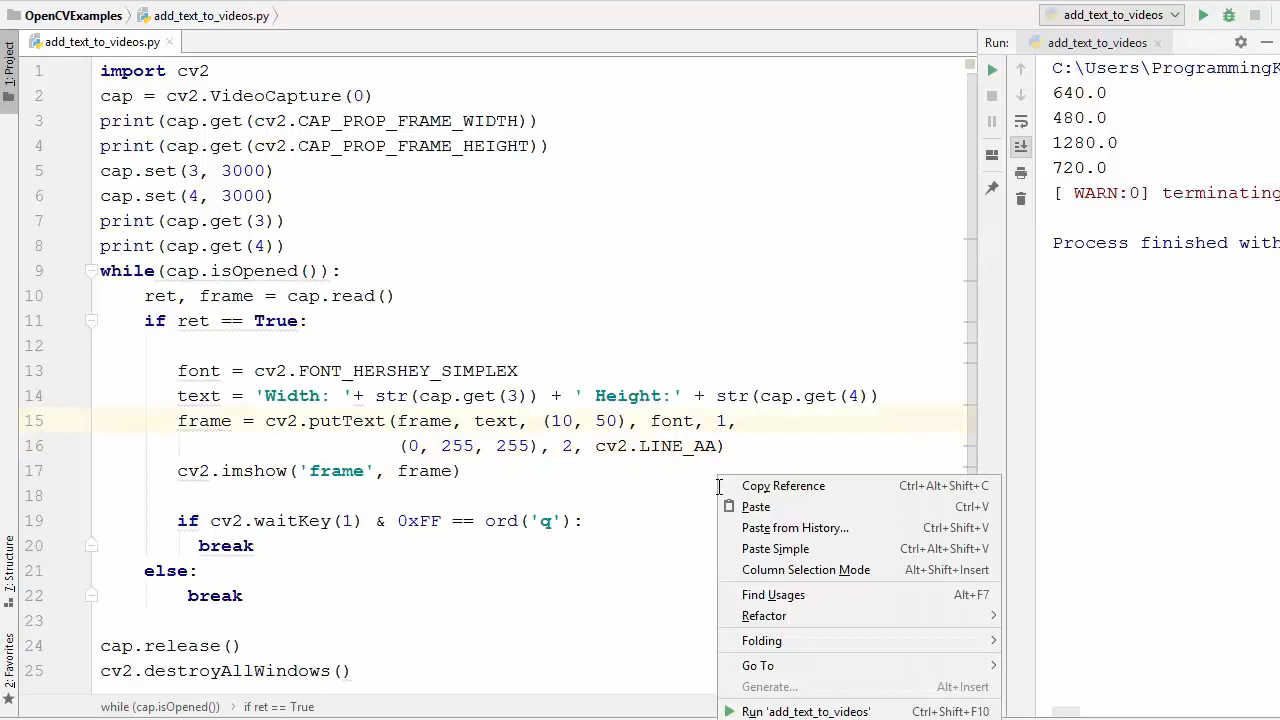 OpenCVExamples add_text_to_videos.py add_text_to_videos
add_text_to_videos.py Run: add_text_to_videos
1: Project
7: Structure
2: Favorites
1 import cv2
2 cap = cv2.VideoCapture(0)
3 print(cap.get(cv2.CAP_PROP_FRAME_WIDTH))
4 print(cap.get(cv2.CAP_PROP_FRAME_HEIGHT))
5 cap.set(3, 3000)
6 cap.set(4, 3000)
7 print(cap.get(3))
8 print(cap.get(4))
9 while(cap.isOpened()):
10 ret, frame = cap.read()
11 if ret == True:
12
13 font = cv2.FONT_HERSHEY_SIMPLEX
14 text = 'Width: '+ str(cap.get(3)) + ' Height:' + str(cap.get(4))
15 frame = cv2.putText(frame, text, (10, 50), font, 1,
16 (0, 255, 255), 2, cv2.LINE_AA)
17 cv2.imshow('frame', frame)
18
19 if cv2.waitKey(1) & 0xFF == ord('q'):
20 break
21 else:
22 break
23
24 cap.release()
25 cv2.destroyAllWindows()
while (cap.isOpened()) if ret == True
Copy Reference Ctrl+Alt+Shift+C
Paste Ctrl+V
Paste from History... Ctrl+Shift+V
Paste Simple Ctrl+Alt+Shift+V
Column Selection Mode Alt+Shift+Insert
Find Usages Alt+F7
Refactor
Folding
Go To
Generate... Alt+Insert
Run 'add_text_to_videos' Ctrl+Shift+F10
C:\Users\ProgrammingK
640.0
480.0
1280.0
720.0
[ WARN:0] terminating
Process finished with